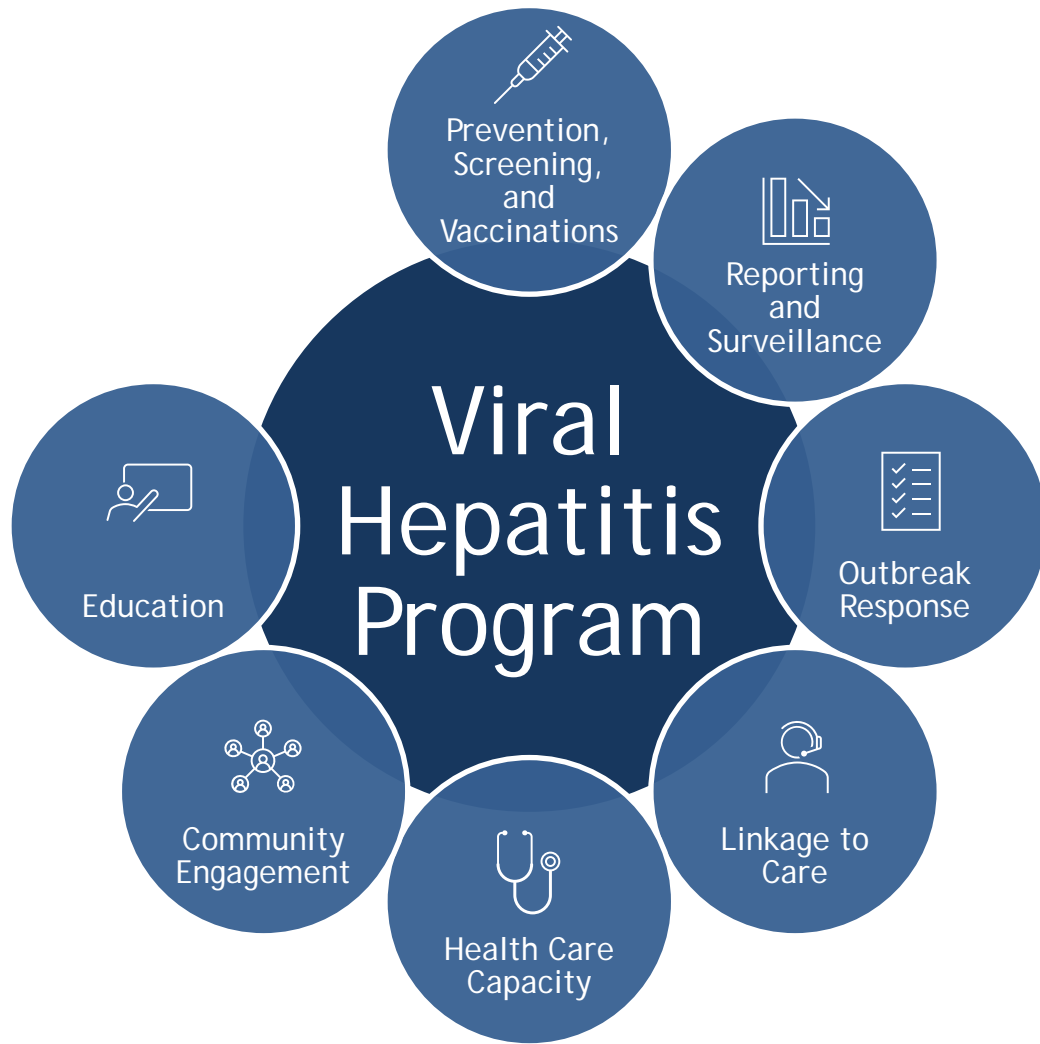 Prevention,
Screening,
and
Vaccinations
Reporting
and
Surveillance
Viral
Hepatitis
Program
Outbreak
Response
Education
Community
Engagement
Linkage to
Care
Health Care
Capacity